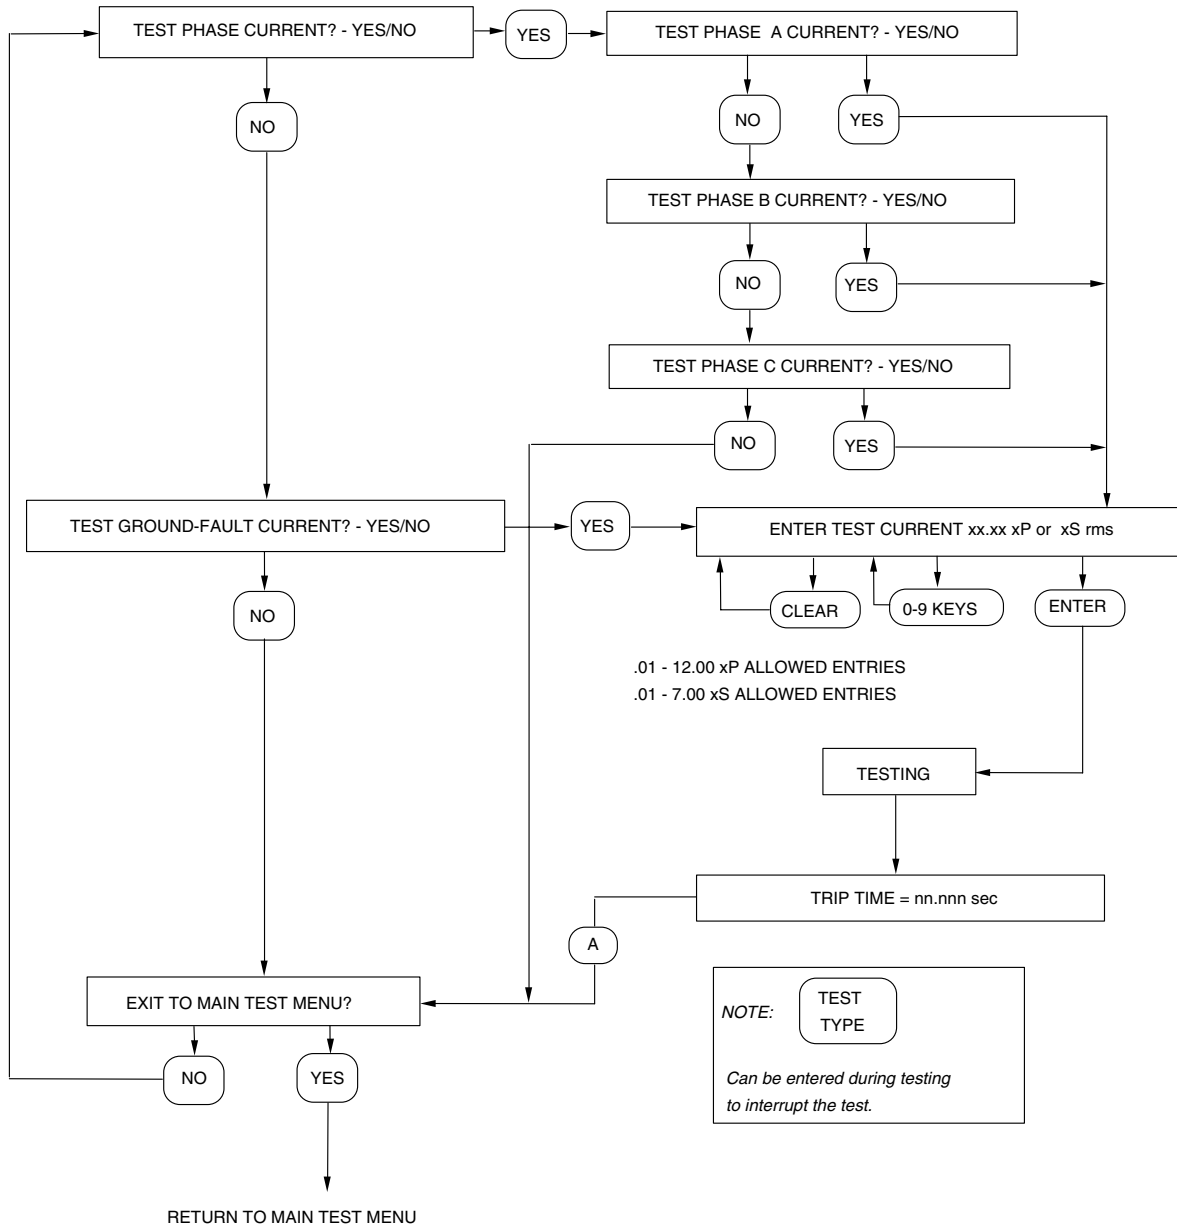 TEST PHASE CURRENT? - YES/NO
YES
TEST PHASE A CURRENT? - YES/NO
NO
NO
YES
TEST PHASE B CURRENT? - YES/NO
NO
YES
TEST PHASE C CURRENT? - YES/NO
NO
YES
TEST GROUND-FAULT CURRENT? - YES/NO
YES
ENTER TEST CURRENT xx.xx xP or xS rms
NO
CLEAR
0-9 KEYS
ENTER
.01 - 12.00 xP ALLOWED ENTRIES
.01 - 7.00 xS ALLOWED ENTRIES
TESTING
TRIP TIME = nn.nnn sec
A
EXIT TO MAIN TEST MENU?
NO
YES
NOTE:
TEST
TYPE
Can be entered during testing
to interrupt the test.
RETURN TO MAIN TEST MENU